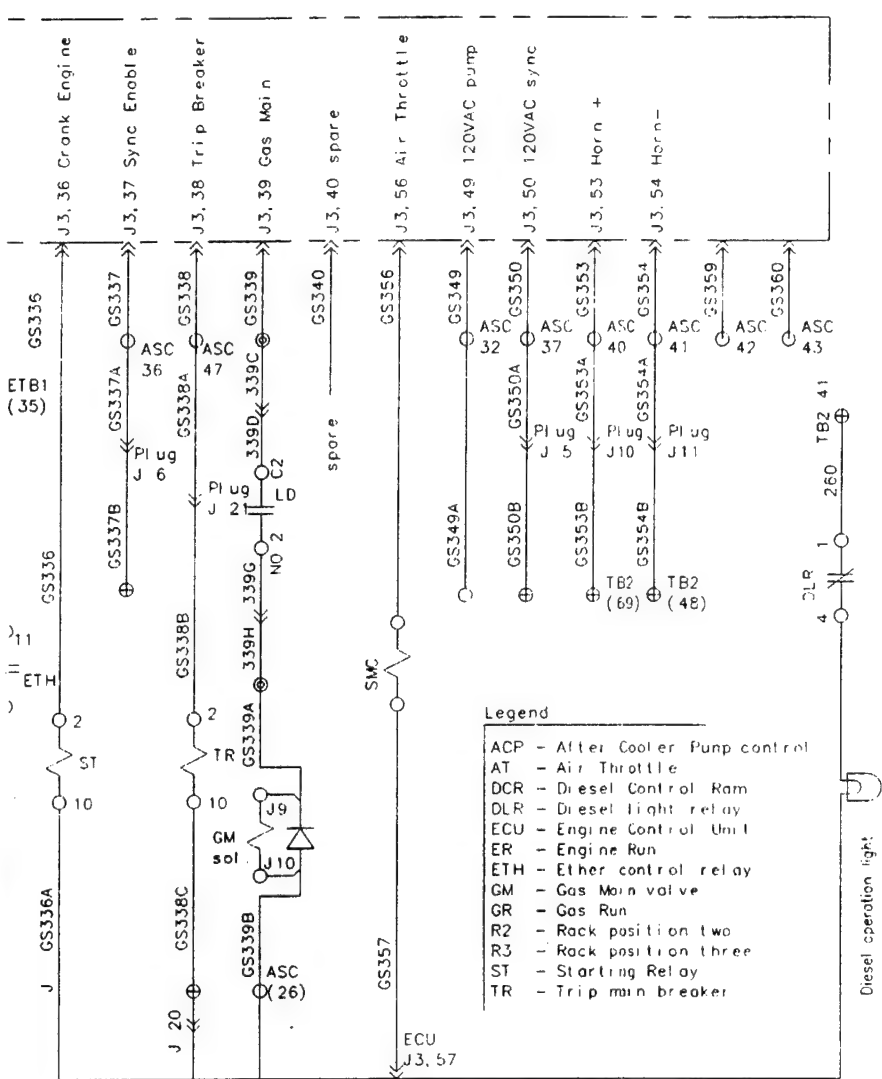 J3, 36 Crank Engine
J3, 37 Sync Enable
J3, 38 Trip Breaker
J3, 39 Gas Main
J3, 40 spare
J3, 56 Air Throttle
J3, 49 120VAC pump
J3, 50 120VAC sync
J3, 53 Horn +
J3, 54 Horn-
GS336
GS337
GS338
GS339
GS340
GS356
GS349
GS350
GS353
GS354
GS359
GS360
ASC
36
ASC
47
ASC
32
ASC
37
ASC
40
ASC
41
ASC
42
ASC
43
ETB1
(35)
GS337A
GS338A
339C
339D
spare
GS350A
GS353A
GS354A
TB2 41
Plug
J 6
Plug
J 21
C2
LD
NO 2
Plug
J 5
Plug
J10
Plug
J11
260
GS336
GS337B
GS338B
339G
339H
GS349A
GS350B
GS353B
GS354B
TB2
(69)
TB2
(48)
1
DLR
4
11
ETH
2
ST
10
2
TR
10
GS339A
J9
GM
sol.
J10
SMC
J GS336A
GS338C
GS339B
GS357
J 20
ASC
(26)
ECU
J3, 57
Legend
ACP - After Cooler Pump control
AT - Air Throttle
DCR - Diesel Control Ram
DLR - Diesel light relay
ECU - Engine Control Unit
ER - Engine Run
ETH - Ether control relay
GM - Gas Main valve
GR - Gas Run
R2 - Rack position two
R3 - Rack position three
ST - Starting Relay
TR - Trip main breaker
Diesel operation light